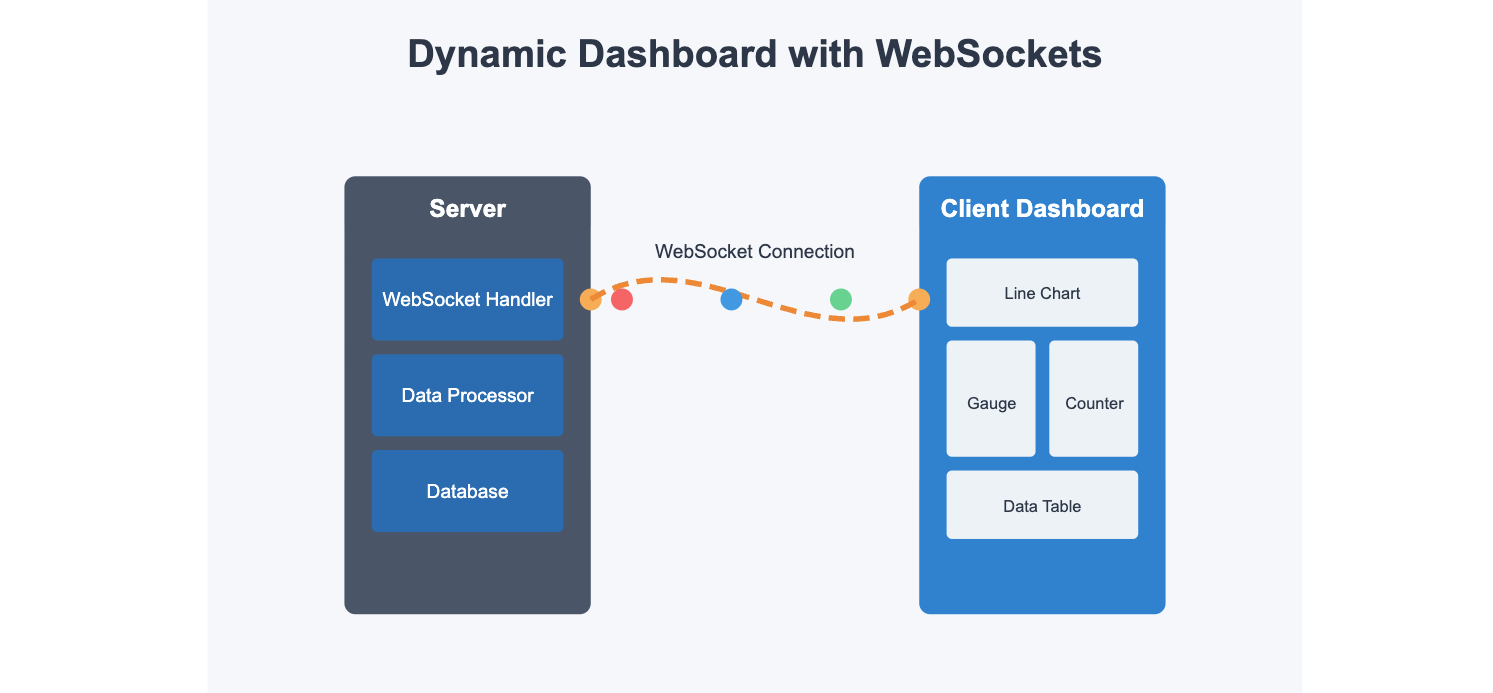 Dynamic Dashboard with WebSockets
Server
WebSocket Handler
Data Processor
Database
WebSocket Connection
Client Dashboard
Line Chart
Gauge
Counter
Data Table